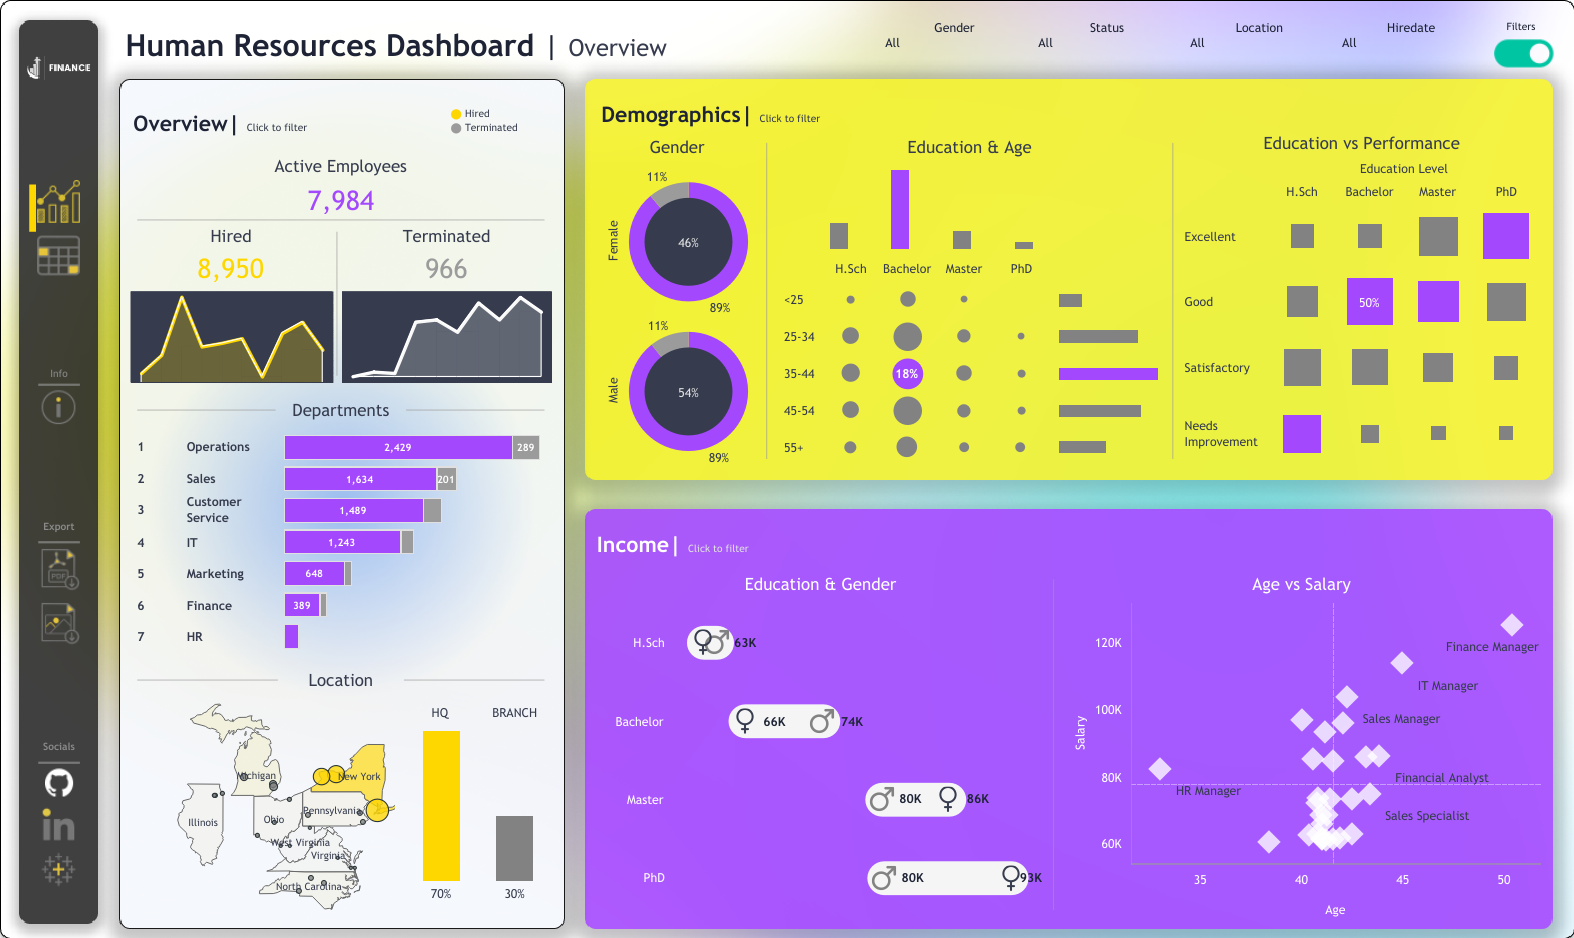 FINANCE
Human Resources Dashboard | Overview
Gender
All
Status
All
Location
All
Hiredate
All
Filters
Info
Export
PDF
Socials
in
Overview | Click to filter
Hired
Terminated
Active Employees
7,984
Hired
8,950
Terminated
966
Departments
1 Operations 2,429 289
2 Sales 1,634 201
3 Customer Service 1,489
4 IT 1,243
5 Marketing 648
6 Finance 389
7 HR
Location
HQ BRANCH
70% 30%
Michigan
New York
Illinois
Ohio
Pennsylvania
West Virginia
Virginia
North Carolina
Demographics | Click to filter
Gender
Female
11%
46%
89%
Male
11%
54%
89%
Education & Age
H.Sch Bachelor Master PhD
<25
25-34
35-44 18%
45-54
55+
Education vs Performance
Education Level
H.Sch Bachelor Master PhD
Excellent
Good 50%
Satisfactory
Needs
Improvement
Income | Click to filter
Education & Gender
H.Sch 63K
Bachelor 66K 74K
Master 80K 86K
PhD 80K 93K
Age vs Salary
Salary
120K
100K
80K
60K
Finance Manager
IT Manager
Sales Manager
Financial Analyst
HR Manager
Sales Specialist
35 40 45 50
Age